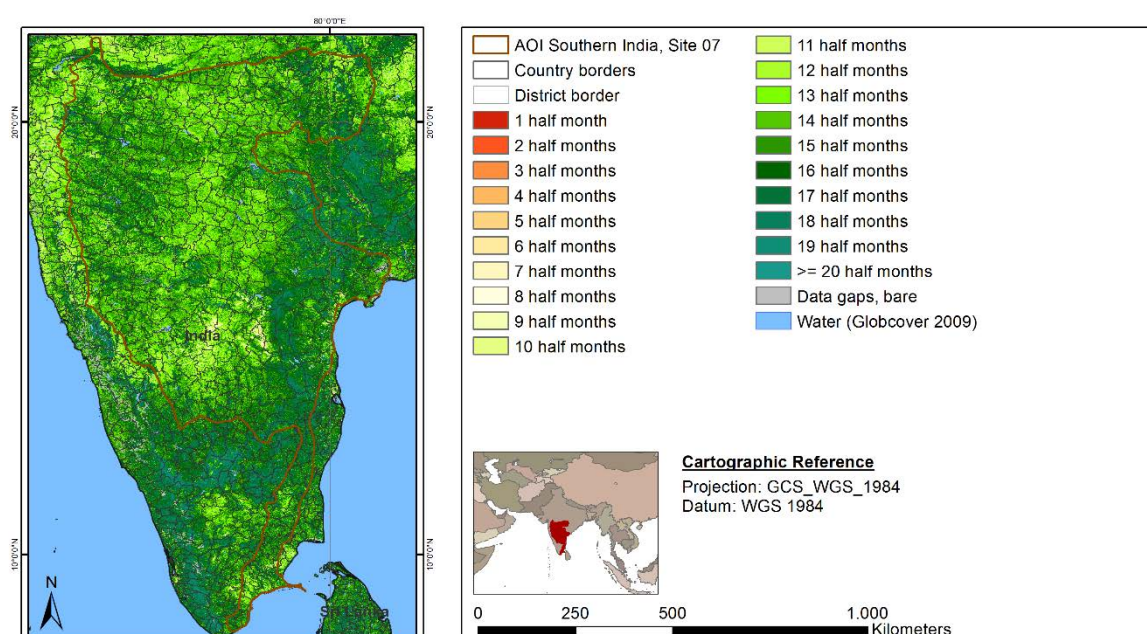 80°0'0"E
20°0'0"N
20°0'0"N
India
10°0'0"N
10°0'0"N
N
Sri Lanka
AOI Southern India, Site 07
Country borders
District border
1 half month
2 half months
3 half months
4 half months
5 half months
6 half months
7 half months
8 half months
9 half months
10 half months
11 half months
12 half months
13 half months
14 half months
15 half months
16 half months
17 half months
18 half months
19 half months
>= 20 half months
Data gaps, bare
Water (Globcover 2009)
Cartographic Reference
Projection: GCS_WGS_1984
Datum: WGS 1984
0 250 500 1.000
Kilometers